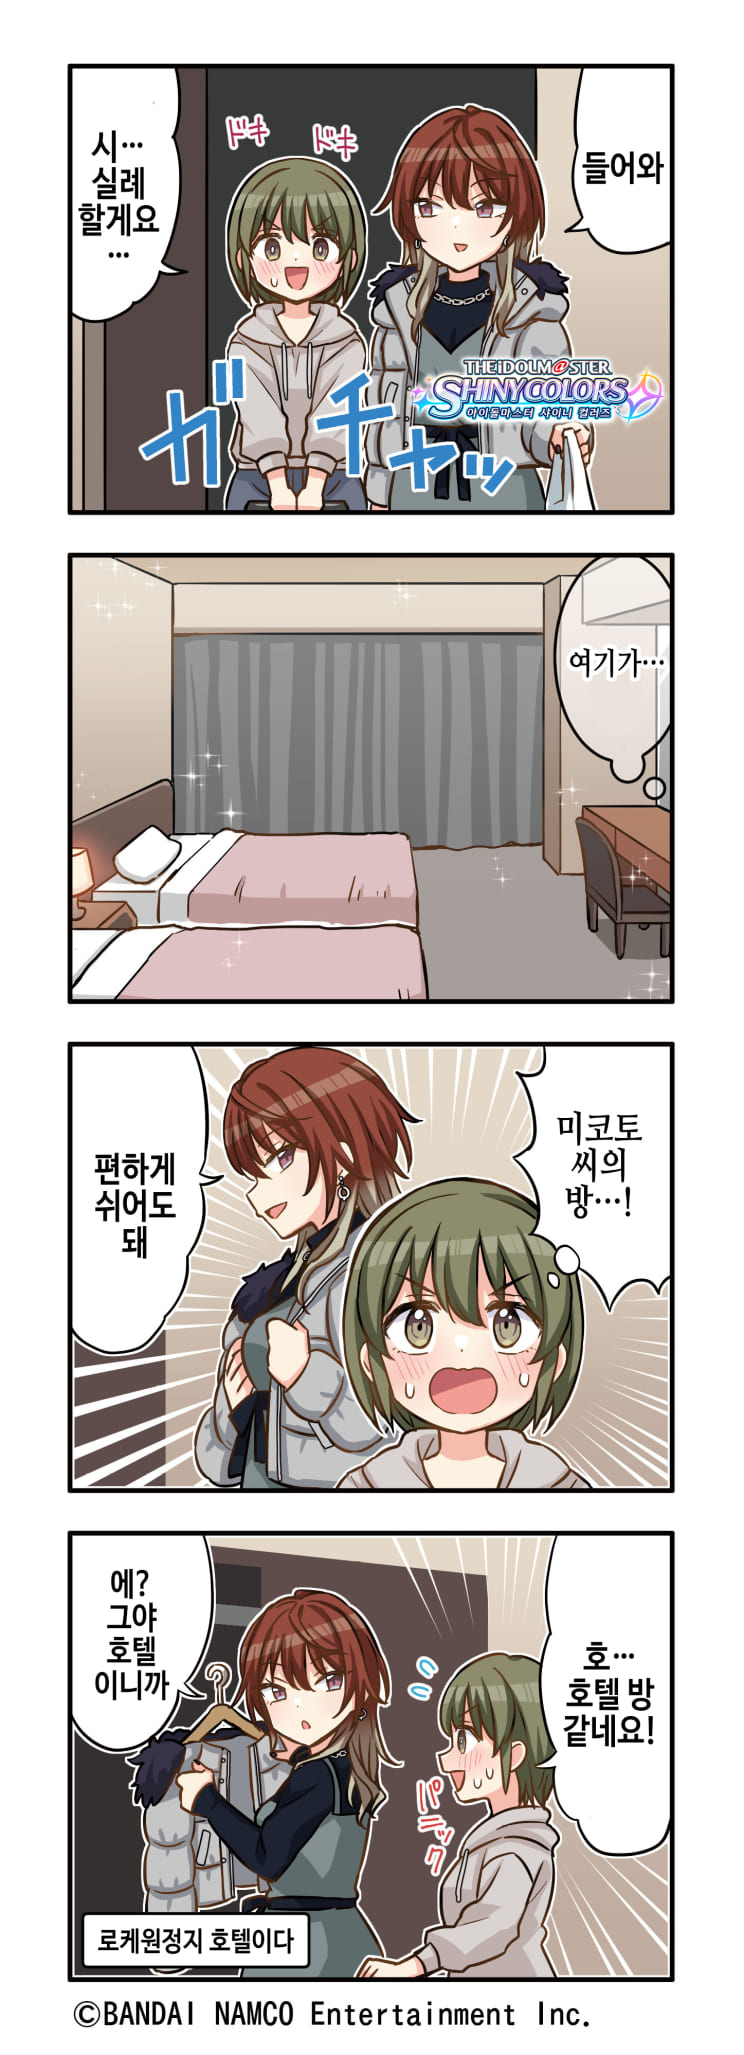 들어와
시…
실례
할게요
…
ドキ
ドキ
ガチャッ
THE iDOLM@STER
SHINY COLORS
아이돌마스터 샤이니 컬러즈
여기가…
미코토
씨의
방…!
편하게
쉬어도
돼
호…
호텔 방
같네요!
에?
그야
호텔
이니까
パニック
로케원정지 호텔이다
©BANDAI NAMCO Entertainment Inc.